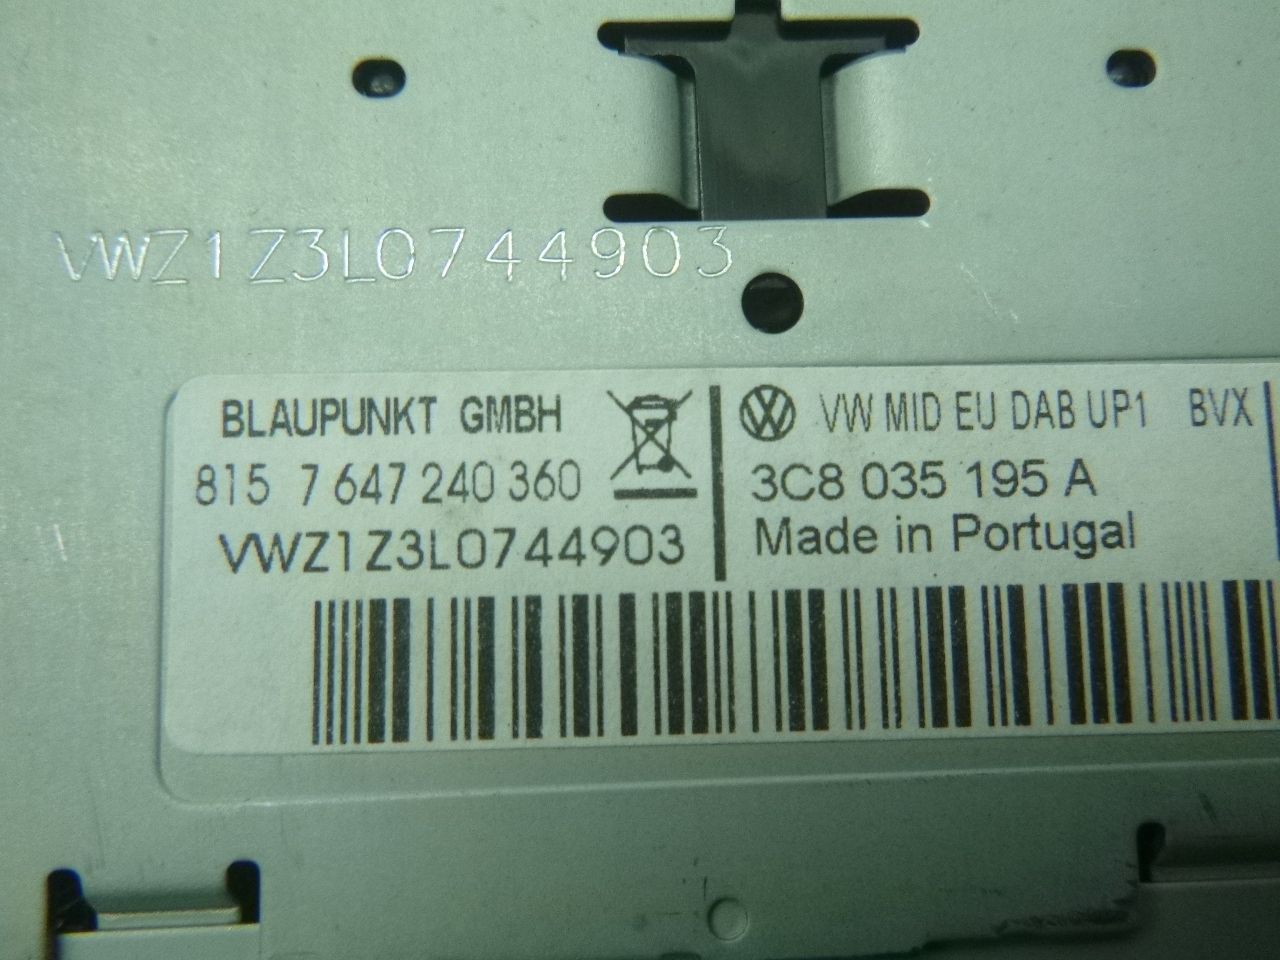 VWZ1Z3L0744903
BLAUPUNKT GMBH
815 7 647 240 360
VWZ1Z3L0744903
VW MID EU DAB UP1 BVX
3C8 035 195 A
Made in Portugal